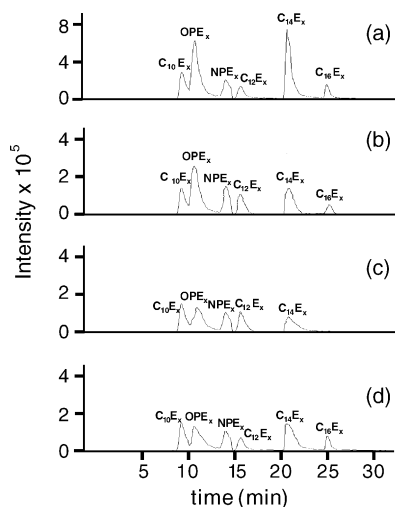 Intensity x 10⁵
(a)
8
4
0
C₁₀Eₓ
OPEₓ
NPEₓ
C₁₂Eₓ
C₁₄Eₓ
C₁₆Eₓ
(b)
4
2
0
C₁₀Eₓ
OPEₓ
NPEₓ
C₁₂Eₓ
C₁₄Eₓ
C₁₆Eₓ
(c)
4
2
0
C₁₀Eₓ
OPEₓ
NPEₓ
C₁₂Eₓ
C₁₄Eₓ
(d)
4
2
0
C₁₀Eₓ
OPEₓ
NPEₓ
C₁₂Eₓ
C₁₄Eₓ
C₁₆Eₓ
5 10 15 20 25 30
time (min)